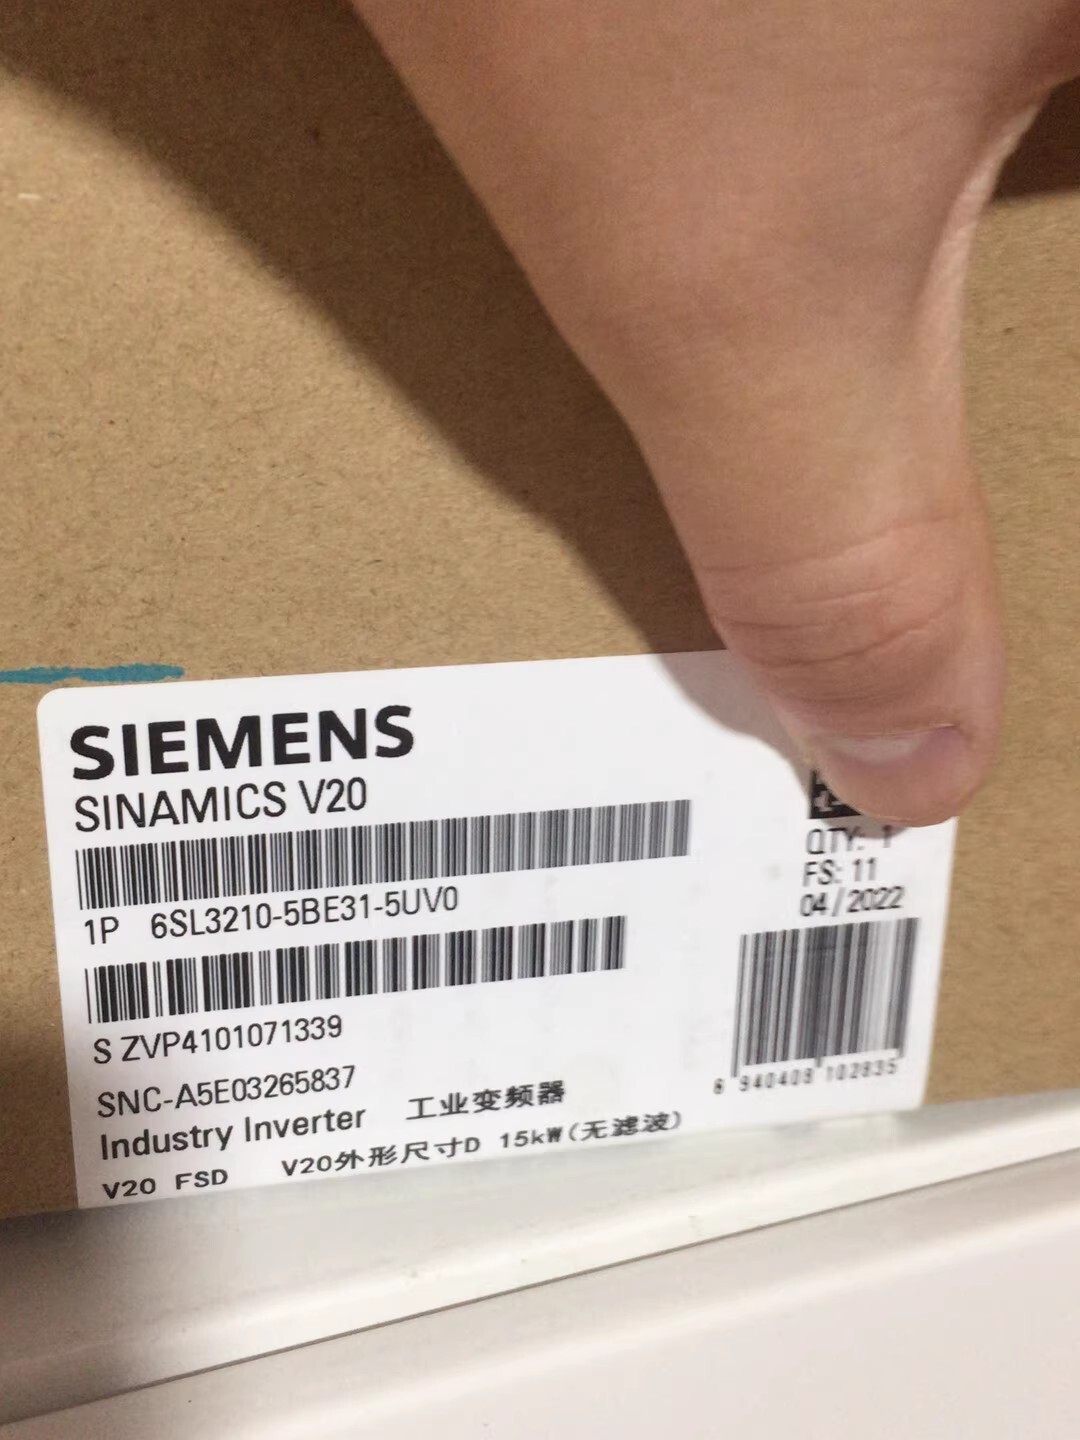 SIEMENS
SINAMICS V20
QTY: 1
FS: 11
04/2022
1P 6SL3210-5BE31-5UV0
S ZVP4101071339
SNC-A5E03265837
6 940408 102835
Industry Inverter 工业变频器
V20 FSD V20外形尺寸D 15kW(无滤波)